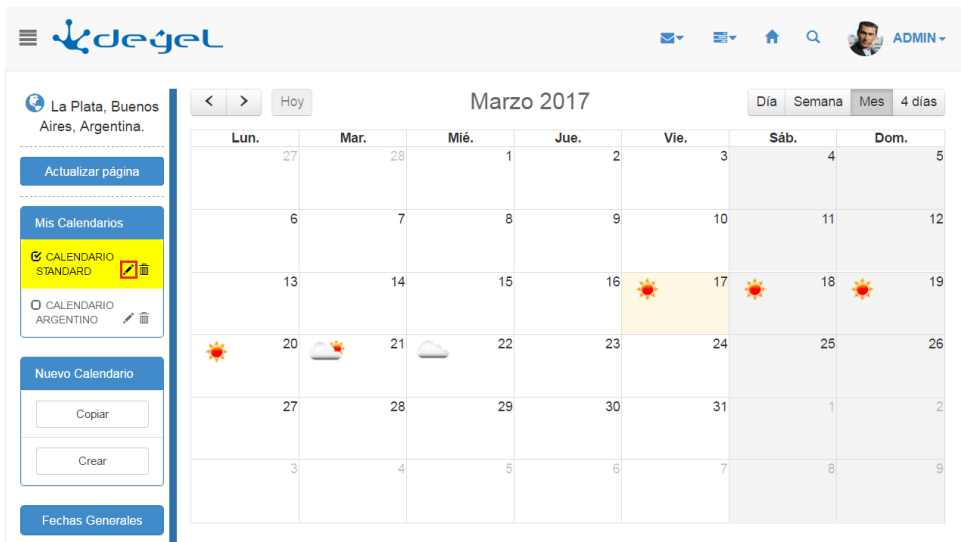 deyel
ADMIN
La Plata, Buenos
Aires, Argentina.
Actualizar página
Mis Calendarios
CALENDARIO
STANDARD
CALENDARIO
ARGENTINO
Nuevo Calendario
Copiar
Crear
Fechas Generales
Hoy
Marzo 2017
Día Semana Mes 4 días
Lun. Mar. Mié. Jue. Vie. Sáb. Dom.
27 28 1 2 3 4 5
6 7 8 9 10 11 12
13 14 15 16 17 18 19
20 21 22 23 24 25 26
27 28 29 30 31 1 2
3 4 5 6 7 8 9